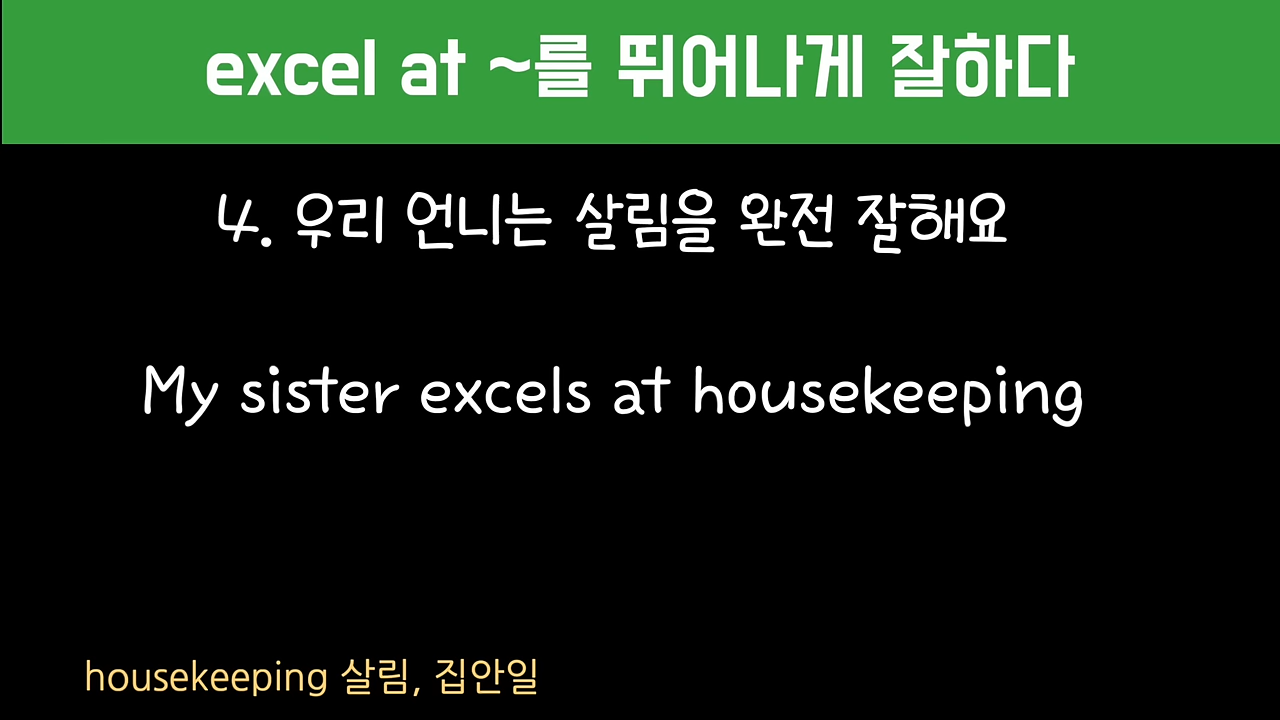 excel at ~를 뛰어나게 잘하다
4. 우리 언니는 살림을 완전 잘해요
My sister excels at housekeeping
housekeeping 살림, 집안일